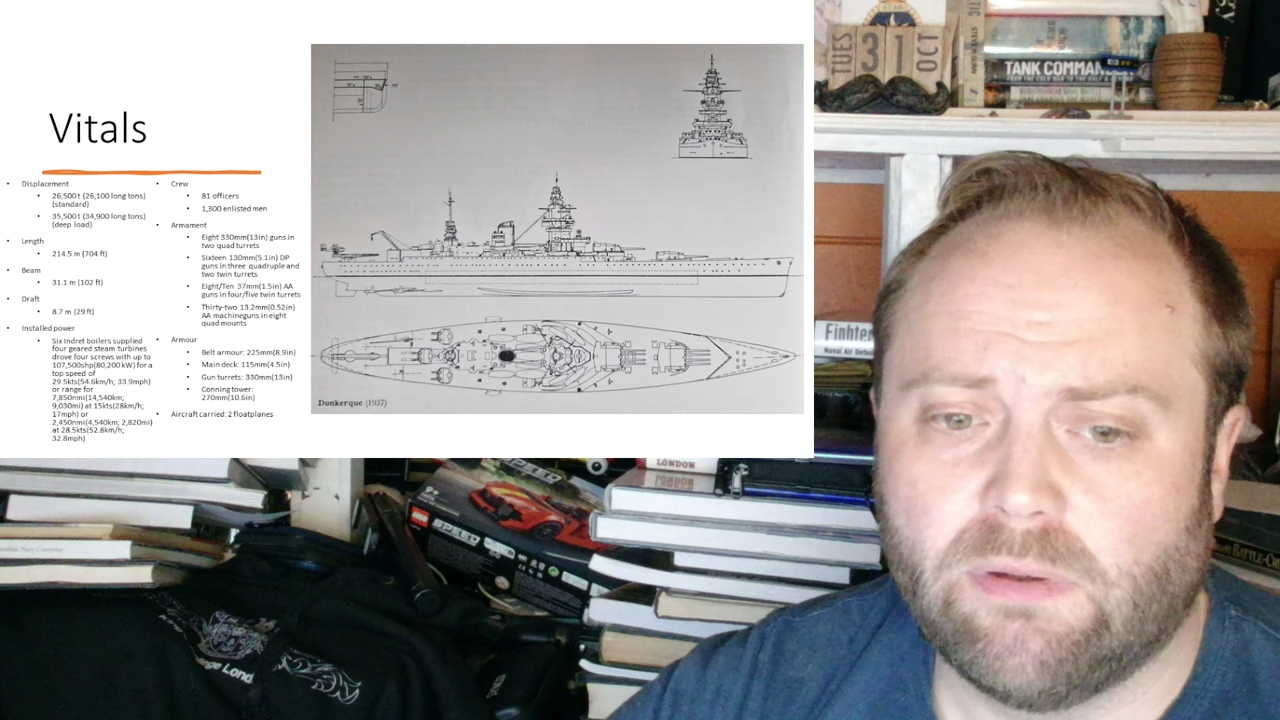 Vitals
• Displacement
• 26,500t (26,100 long tons)
(standard)
• 35,500t (34,900 long tons)
(deep load)
• Length
• 214.5 m (704 ft)
• Beam
• 31.1 m (102 ft)
• Draft
• 8.7 m (29 ft)
• Installed power
• Six Indret boilers supplied
four geared steam turbines
drove four screws with up to
107,500shp(80,200 kW) for a
top speed of
29.5kts(54.6km/h; 33.9mph)
or range for
7,850nmi(14,540km;
9,030mi) at 15kts(28km/h;
17mph) or
2,450nmi(4,540km; 2,820mi)
at 28.5kts(52.8km/h;
32.8mph)
• Crew
• 81 officers
• 1,300 enlisted men
• Armament
• Eight 330mm(13in) guns in
two quad turrets
• Sixteen 130mm(5.1in) DP
guns in three quadruple and
two twin turrets
• Eight/Ten 37mm(1.5in) AA
guns in four/five twin turrets
• Thirty-two 13.2mm(0.52in)
AA machineguns in eight
quad mounts
• Armour
• Belt armour: 225mm(8.9in)
• Main deck: 115mm(4.5in)
• Gun turrets: 330mm(13in)
• Conning tower:
270mm(10.6in)
• Aircraft carried: 2 floatplanes
Dunkerque (1937)
TUES
31
OCT
TANK COMMAN
Fighter
Naval Air Defen
LONDON
LEGO
SPEED
BATTLE-C